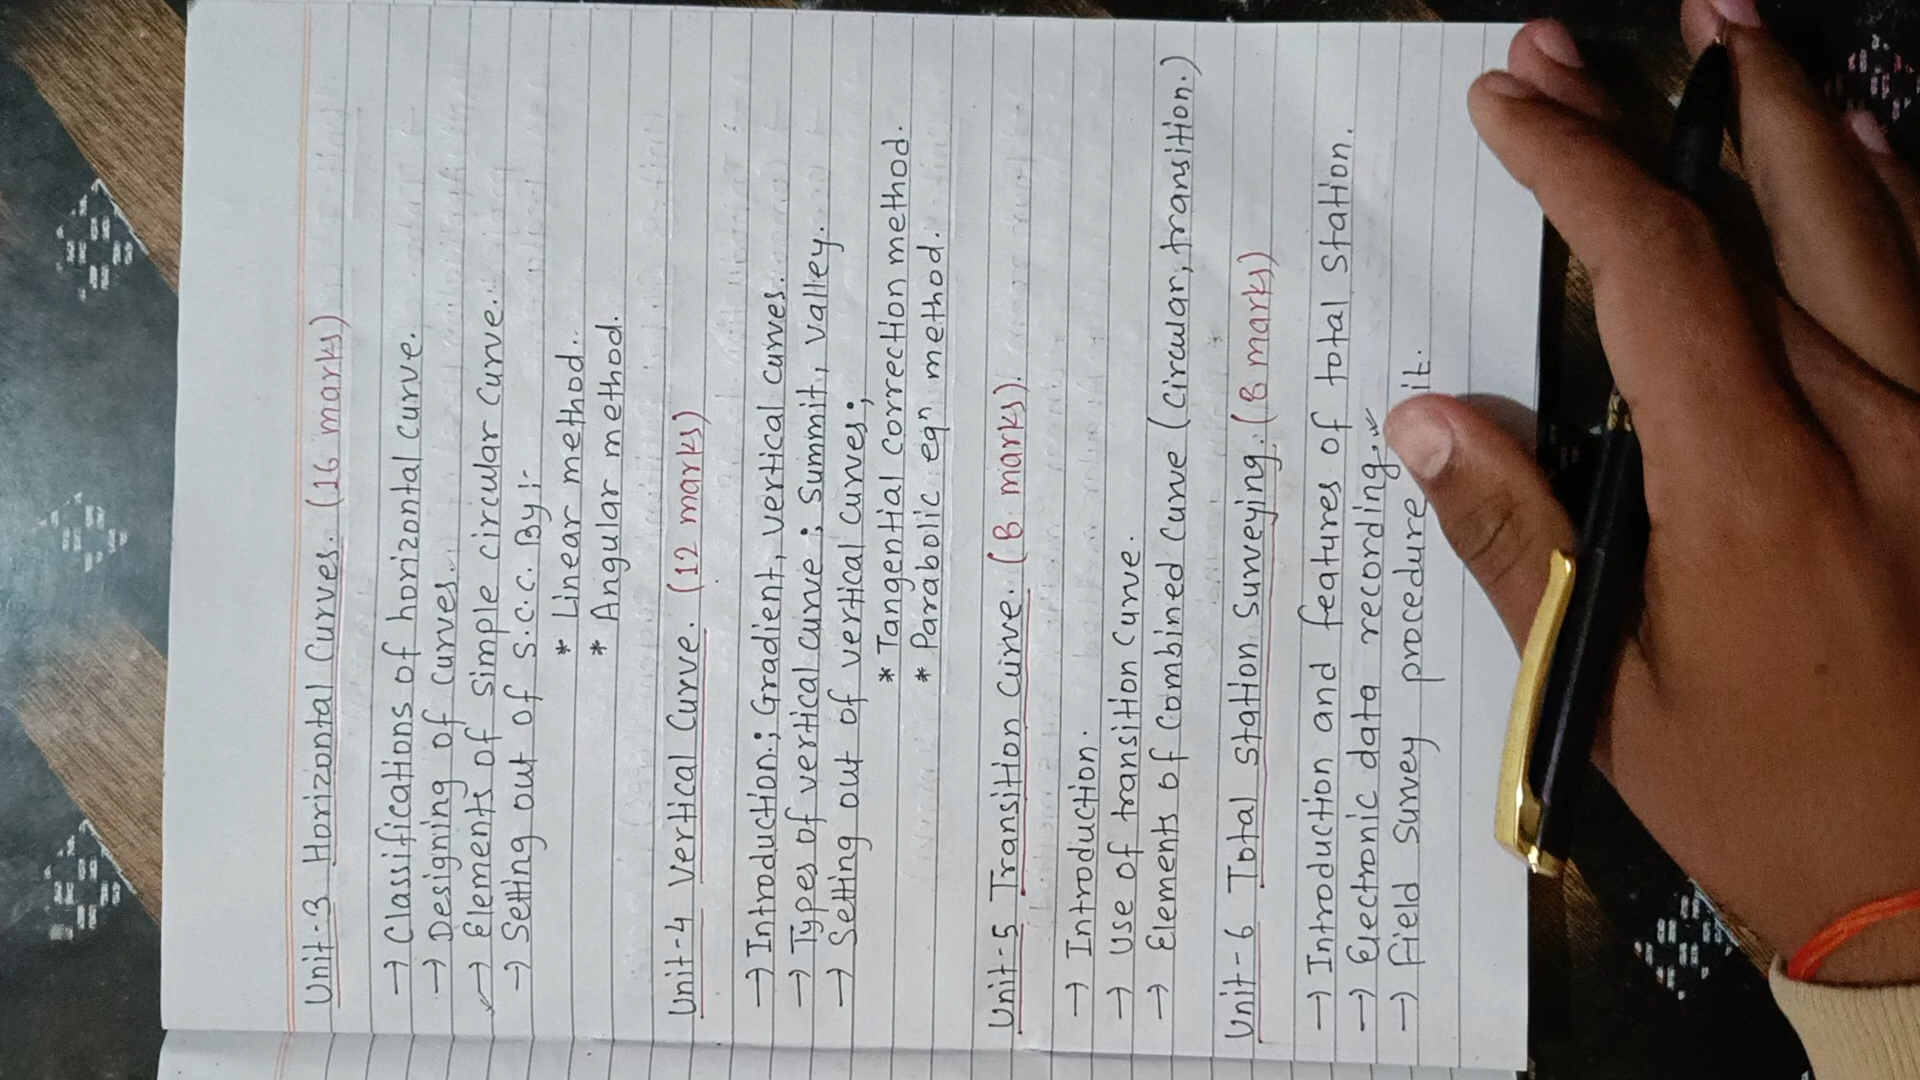 Unit-3 Horizontal Curves. (16 marks)
→ Classifications of horizontal curve.
→ Designing of curves.
→ Elements of simple circular curve.
→ Setting out of S.C.C. By :-
* Linear method.
* Angular method.
Unit-4 Vertical Curve. (12 marks)
→ Introduction; Gradient, vertical curves.
→ Types of vertical curve; Summit, valley.
→ Setting out of vertical curves;
* Tangential correction method.
* Parabolic eqⁿ method.
Unit-5 Transition curve. (8 marks).
→ Introduction.
→ Use of transition curve.
→ Elements of Combined curve (circular, transition.)
Unit-6 Total Station Surveying. (8 marks)
→ Introduction and features of total station.
→ Electronic data recording.
→ field survey procedure it.